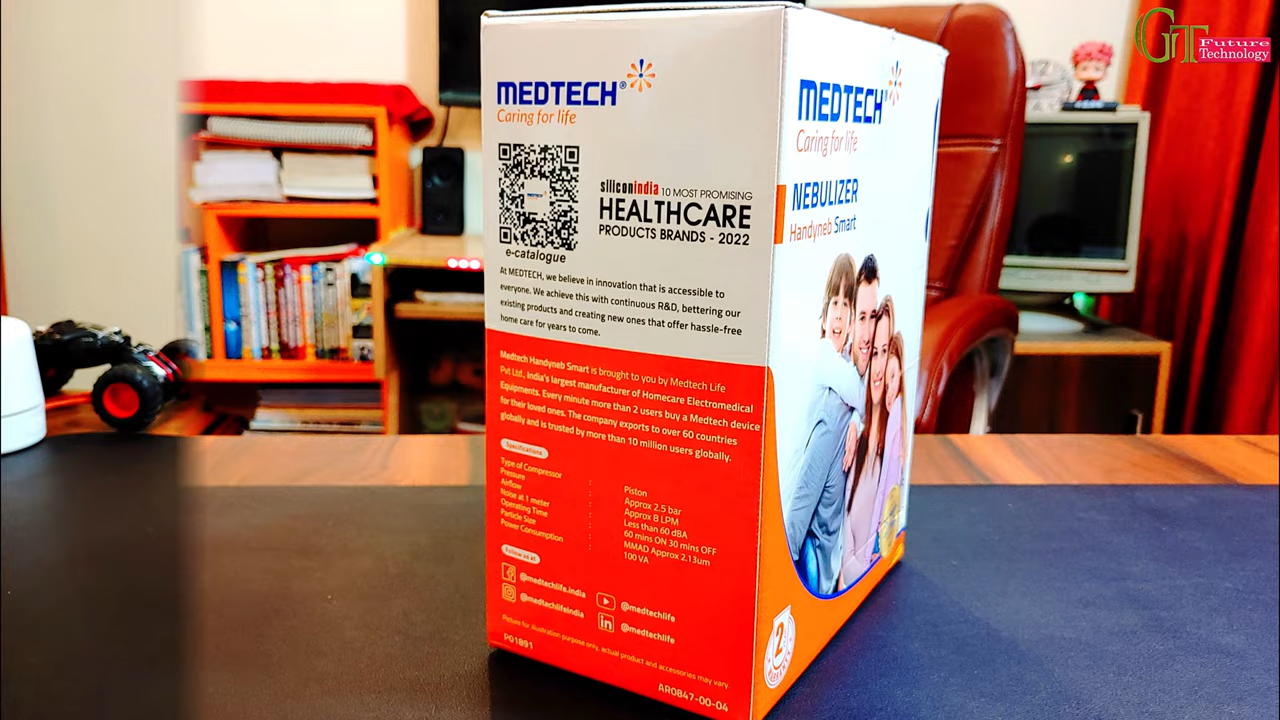 GT Future
Technology
MEDTECH®
Caring for life
siliconindia 10 MOST PROMISING
HEALTHCARE
PRODUCTS BRANDS - 2022
MEDTECH
e-catalogue
At MEDTECH, we believe in innovation that is accessible to
everyone. We achieve this with continuous R&D, bettering our
existing products and creating new ones that offer hassle-free
home care for years to come.
Medtech Handyneb Smart is brought to you by Medtech Life
Pvt Ltd, India's largest manufacturer of Homecare Electromedical
Equipments. Every minute more than 2 users buy a Medtech device
for their loved ones. The company exports to over 60 countries
globally and is trusted by more than 10 million users globally.
Specifications
Type of Compressor : Piston
Pressure : Approx 2.5 bar
Airflow : Approx 8 LPM
Noise at 1 meter : Less than 60 dBA
Operating Time : 60 mins ON 30 mins OFF
Particle Size : MMAD Approx 2.13um
Power Consumption : 100 VA
Follow us at
@medtechlife.india
@medtechlife
@medtechlifeindia
@medtechlife
Picture for illustration purpose only, actual product and accessories may vary.
P01891
AR0847-00-04
MEDTECH
Caring for life
NEBULIZER
Handyneb Smart
2